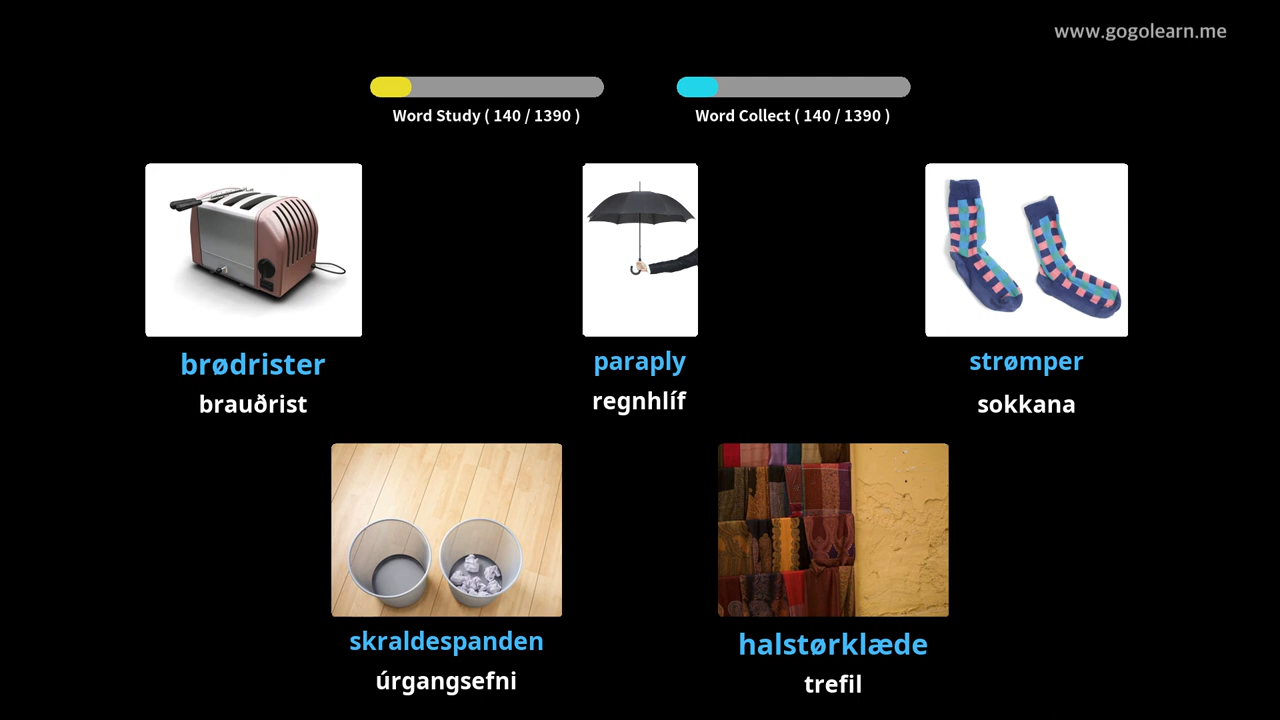 www.gogolearn.me
Word Study ( 140 / 1390 )
Word Collect ( 140 / 1390 )
brødrister
brauðrist
paraply
regnhlíf
strømper
sokkana
skraldespanden
úrgangsefni
halstørklæde
trefil